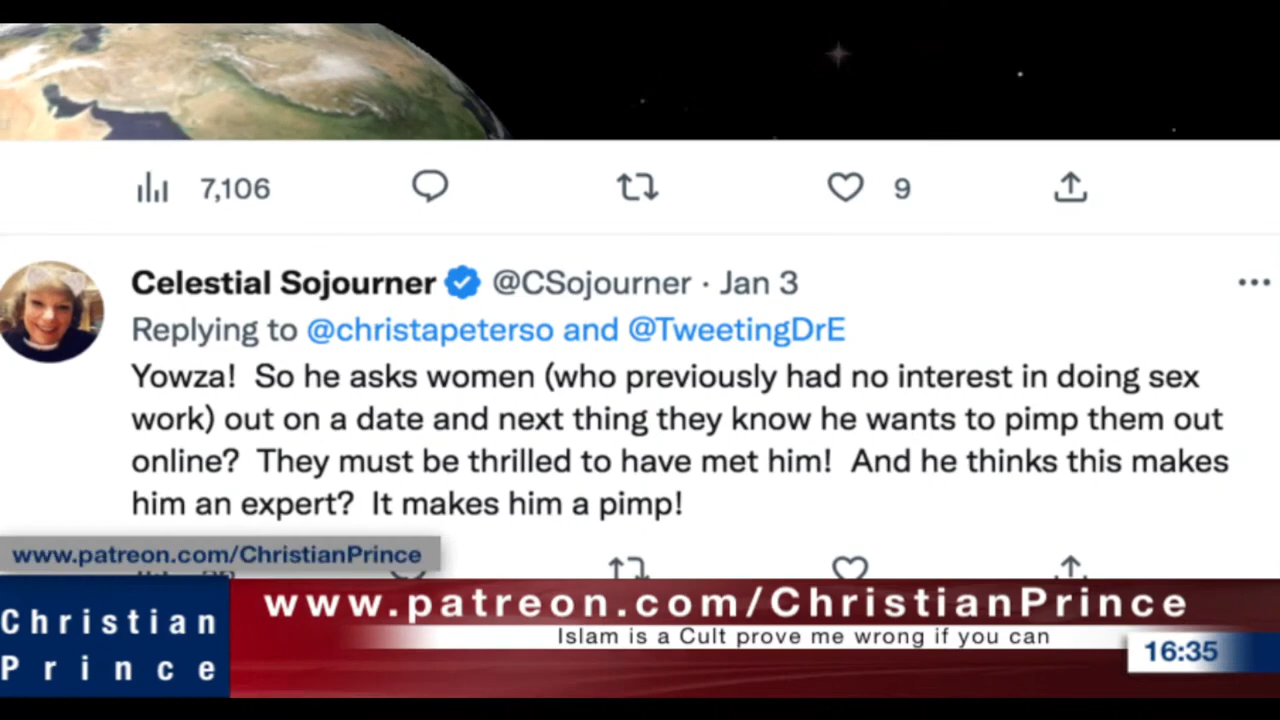 7,106
9
Celestial Sojourner @CSojourner · Jan 3
Replying to @christapeterso and @TweetingDrE
Yowza!  So he asks women (who previously had no interest in doing sex
work) out on a date and next thing they know he wants to pimp them out
online?  They must be thrilled to have met him!  And he thinks this makes
him an expert?  It makes him a pimp!
www.patreon.com/ChristianPrince
www.patreon.com/ChristianPrince
Christian
Prince
Islam is a Cult prove me wrong if you can
16:35